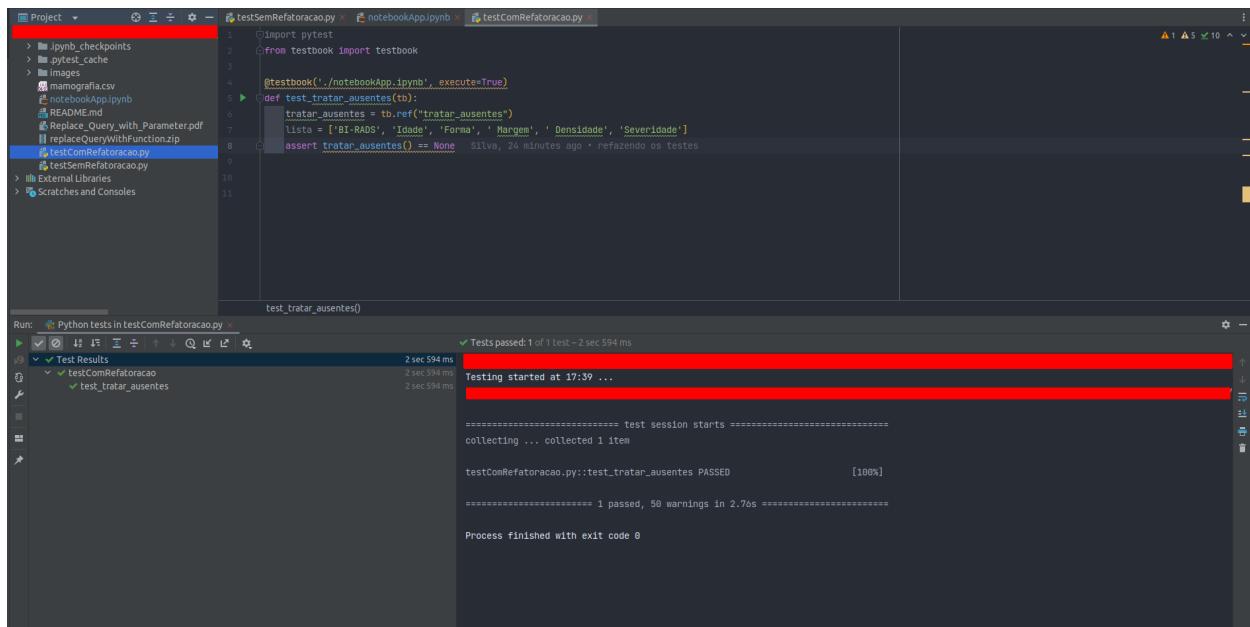 Project
testSemRefatoracao.py
notebookApp.ipynb
testComRefatoracao.py
.ipynb_checkpoints
.pytest_cache
images
mamografia.csv
notebookApp.ipynb
README.md
Replace_Query_with_Parameter.pdf
replaceQueryWithFunction.zip
testComRefatoracao.py
testSemRefatoracao.py
External Libraries
Scratches and Consoles
1 import pytest
2 from testbook import testbook
3
4 @testbook('./notebookApp.ipynb', execute=True)
5 def test_tratar_ausentes(tb):
6 tratar_ausentes = tb.ref("tratar_ausentes")
7 lista = ['BI-RADS', 'Idade', 'Forma', ' Margem', ' Densidade', 'Severidade']
8 assert tratar_ausentes() == None Silva, 24 minutes ago • refazendo os testes
9
10
11
1 5 10
test_tratar_ausentes()
Run: Python tests in testComRefatoracao.py
Tests passed: 1 of 1 test – 2 sec 594 ms
Test Results 2 sec 594 ms
testComRefatoracao 2 sec 594 ms
test_tratar_ausentes 2 sec 594 ms
Testing started at 17:39 ...
============================= test session starts ==============================
collecting ... collected 1 item
testComRefatoracao.py::test_tratar_ausentes PASSED [100%]
======================== 1 passed, 50 warnings in 2.76s ========================
Process finished with exit code 0